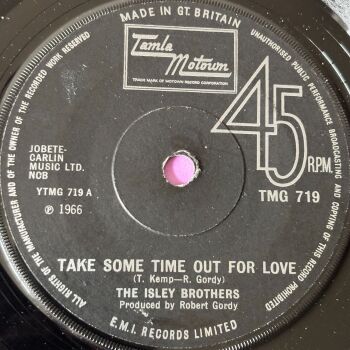 MADE IN GT. BRITAIN
ALL RIGHTS OF THE MANUFACTURER AND OF THE OWNER OF THE RECORDED WORK RESERVED
UNAUTHORISED PUBLIC PERFORMANCE BROADCASTING AND COPYING OF THIS RECORD PROHIBITED
Tamla
Motown
TRADE MARK OF MOTOWN RECORD CORPORATION
45
R.P.M.
JOBETE-
CARLIN
MUSIC LTD.
NCB
YTMG 719 A
TMG 719
℗ 1966
TAKE SOME TIME OUT FOR LOVE
(T. Kemp—R. Gordy)
THE ISLEY BROTHERS
Produced by Robert Gordy
E.M.I. RECORDS LIMITED